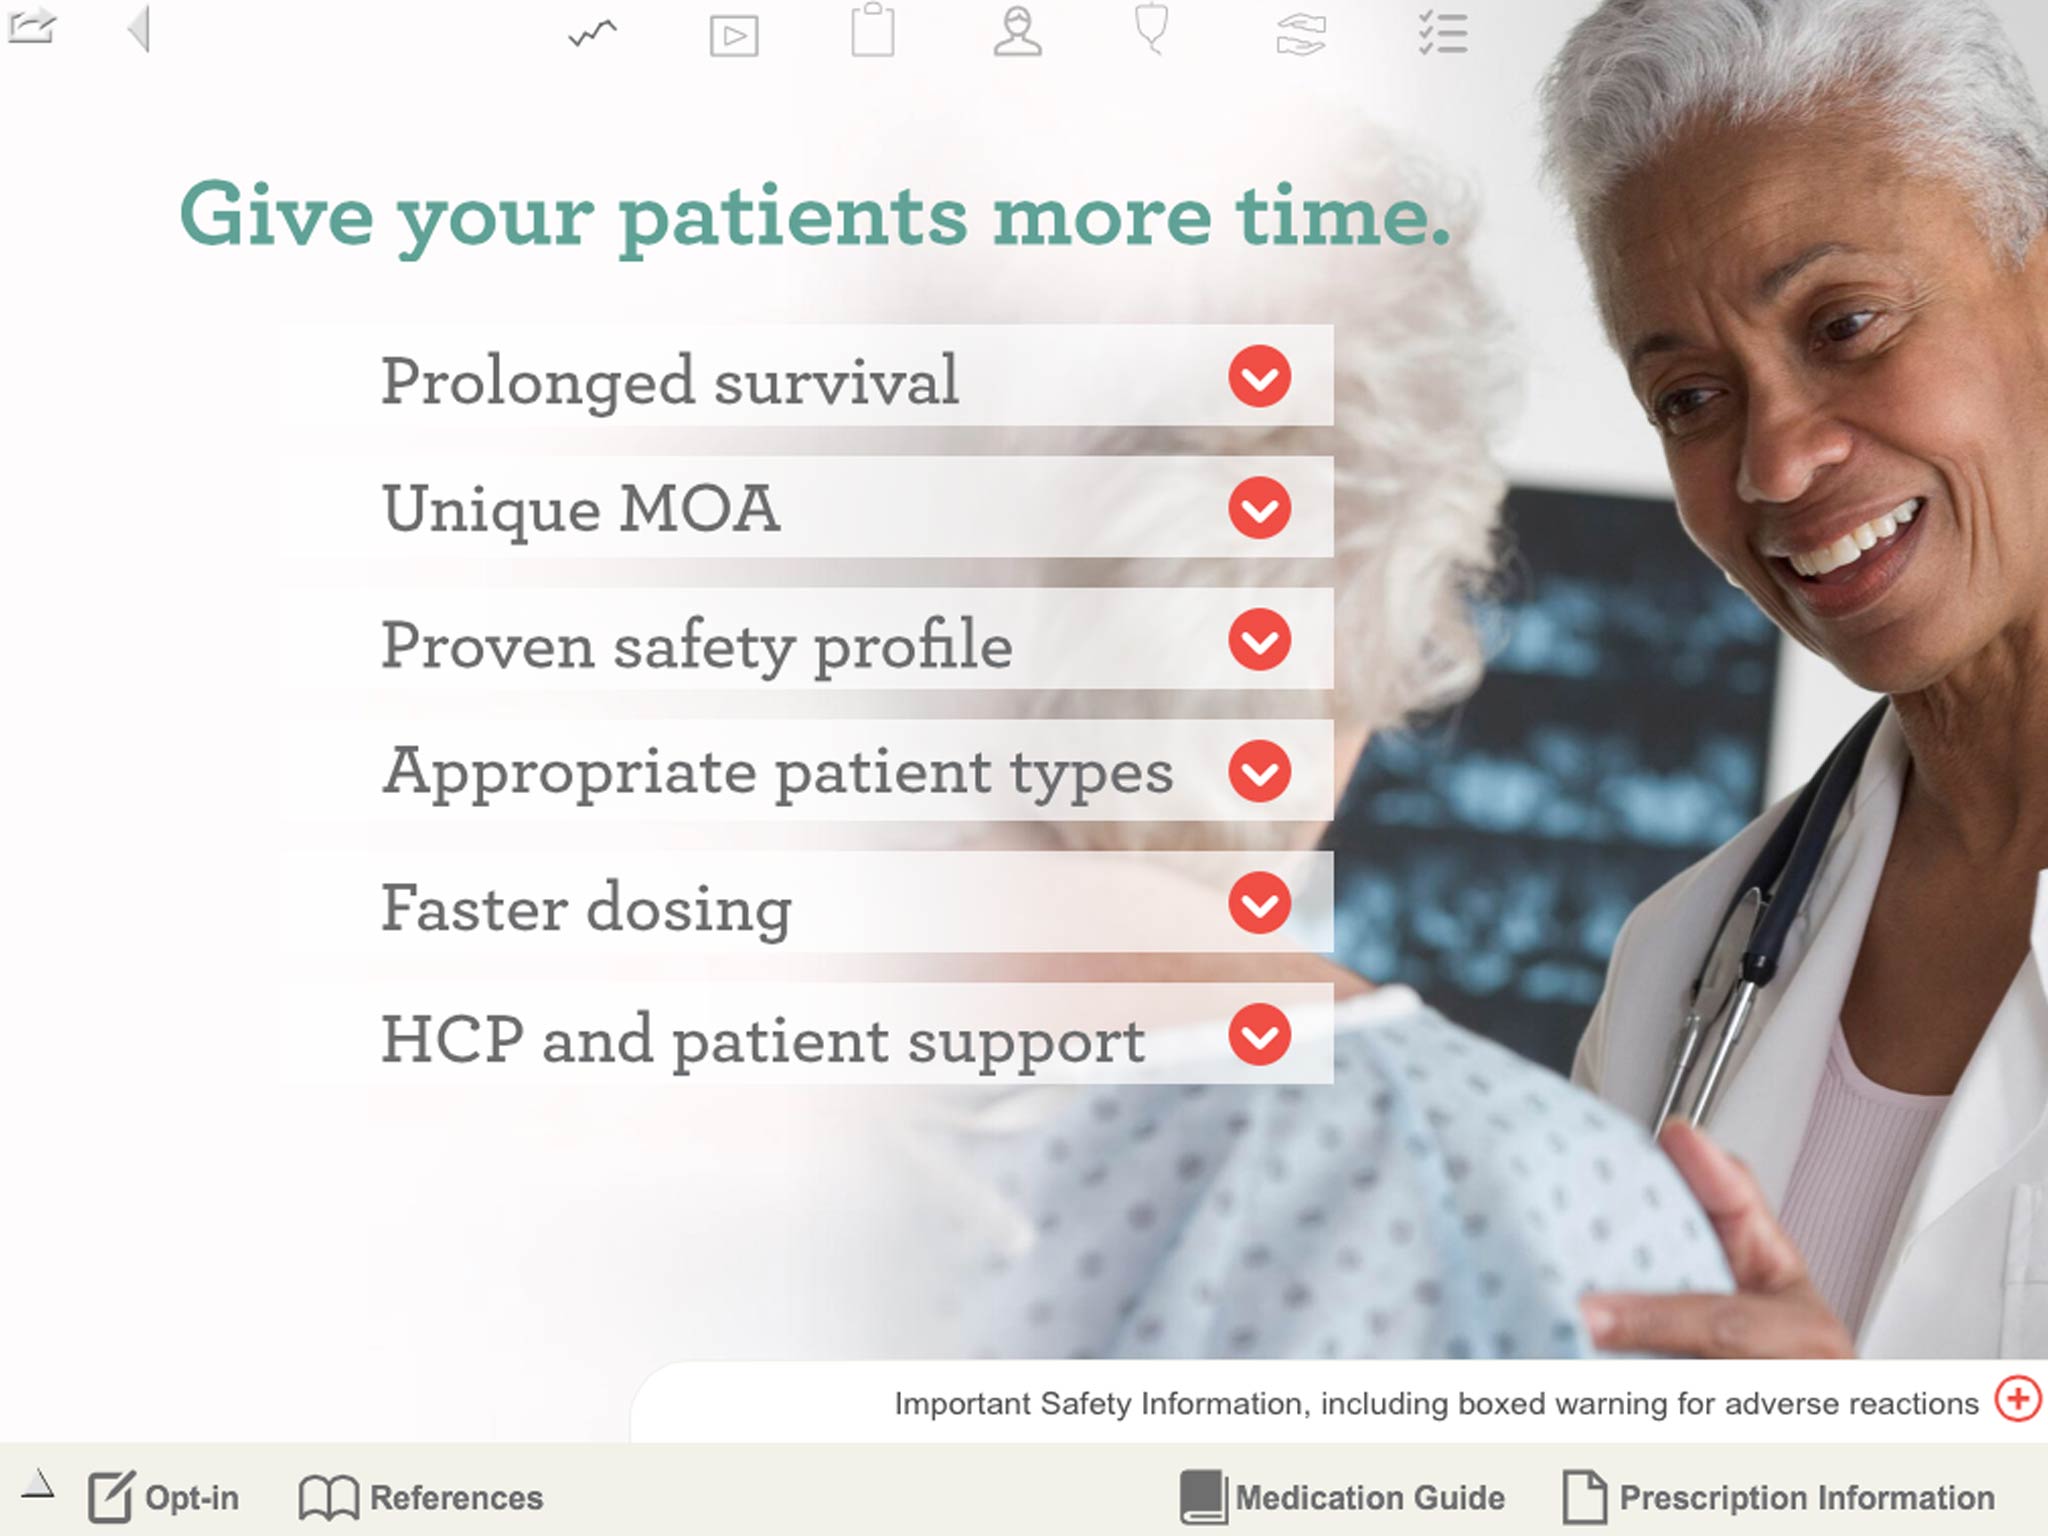 Give your patients more time.
Prolonged survival
Unique MOA
Proven safety profile
Appropriate patient types
Faster dosing
HCP and patient support
Important Safety Information, including boxed warning for adverse reactions
Opt-in
References
Medication Guide
Prescription Information